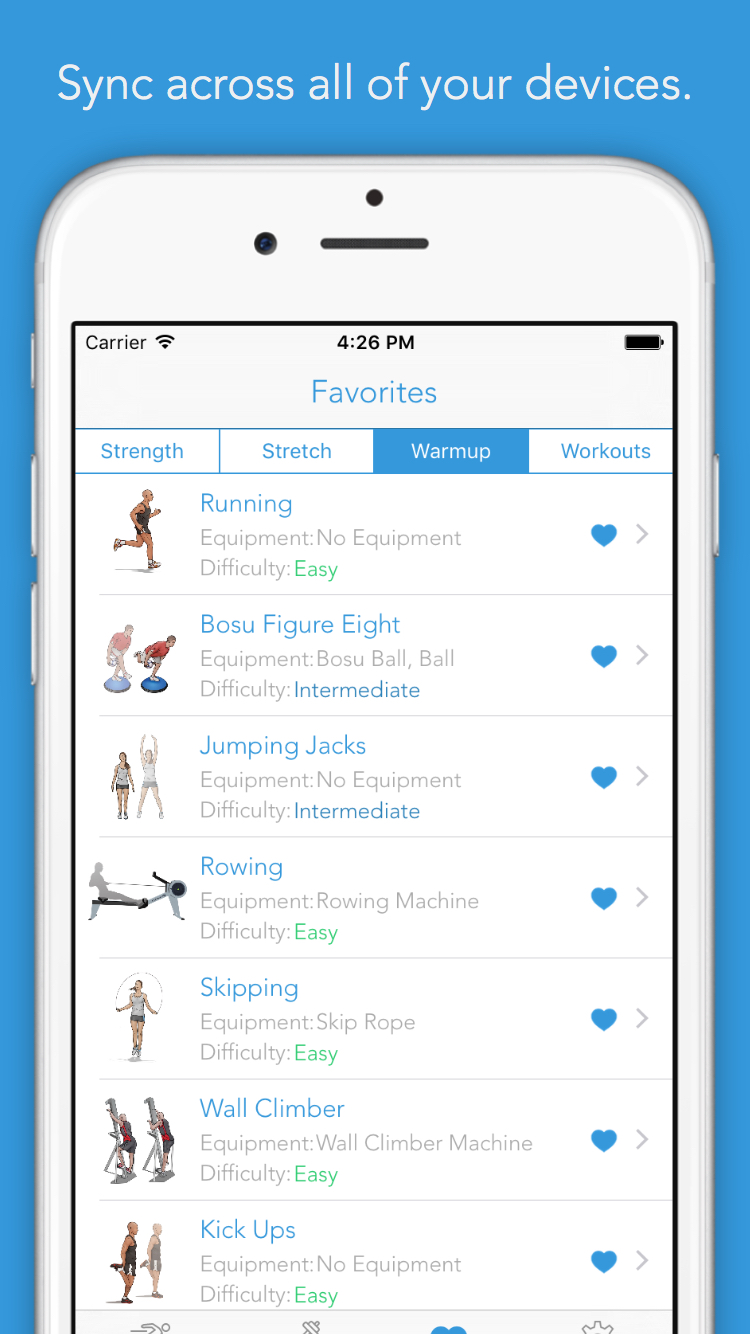 Sync across all of your devices.
Carrier 4:26 PM
Favorites
Strength Stretch Warmup Workouts
Running
Equipment:No Equipment
Difficulty:Easy
Bosu Figure Eight
Equipment:Bosu Ball, Ball
Difficulty:Intermediate
Jumping Jacks
Equipment:No Equipment
Difficulty:Intermediate
Rowing
Equipment:Rowing Machine
Difficulty:Easy
Skipping
Equipment:Skip Rope
Difficulty:Easy
Wall Climber
Equipment:Wall Climber Machine
Difficulty:Easy
Kick Ups
Equipment:No Equipment
Difficulty:Easy